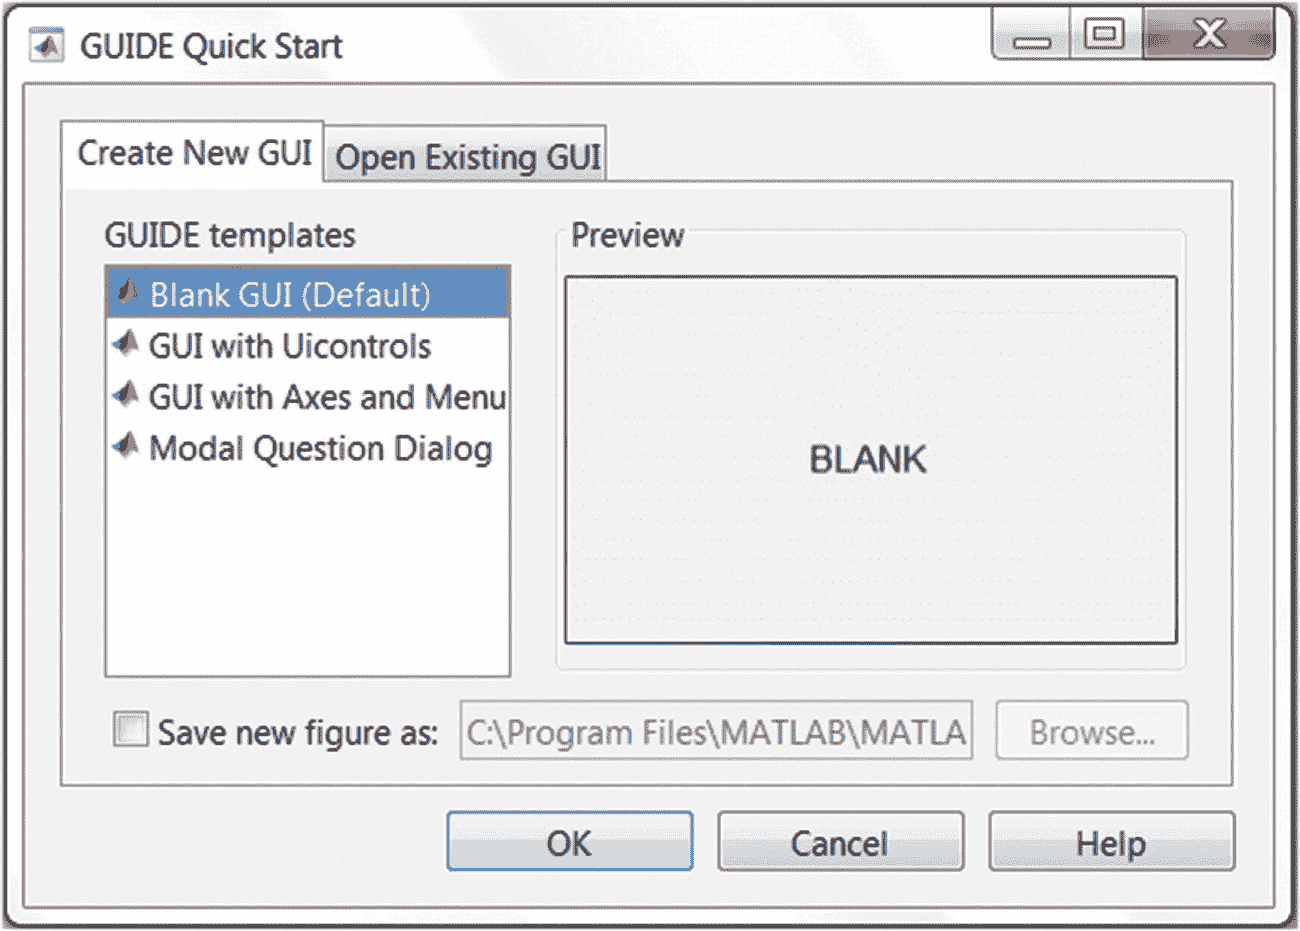 GUIDE Quick Start
Create New GUI
Open Existing GUI
GUIDE templates
Preview
Blank GUI (Default)
GUI with Uicontrols
GUI with Axes and Menu
Modal Question Dialog
BLANK
Save new figure as:
C:\Program Files\MATLAB\MATLA
Browse...
OK
Cancel
Help